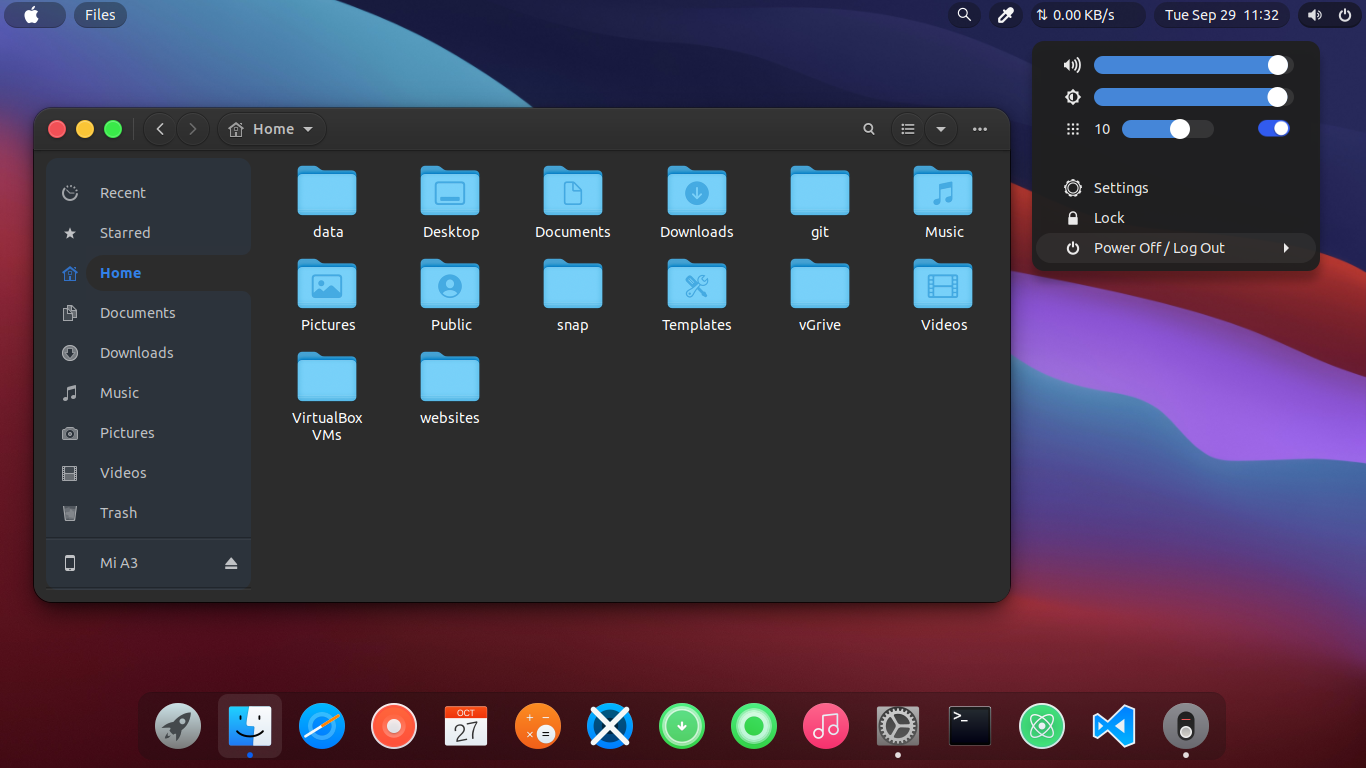 Files
0.00 KB/s
Tue Sep 29 11:32
10
Settings
Lock
Power Off / Log Out
Home
Recent
Starred
Home
Documents
Downloads
Music
Pictures
Videos
Trash
Mi A3
data
Desktop
Documents
Downloads
git
Music
Pictures
Public
snap
Templates
vGrive
Videos
VirtualBox
VMs
websites
OCT
27
+ −
× =
>_